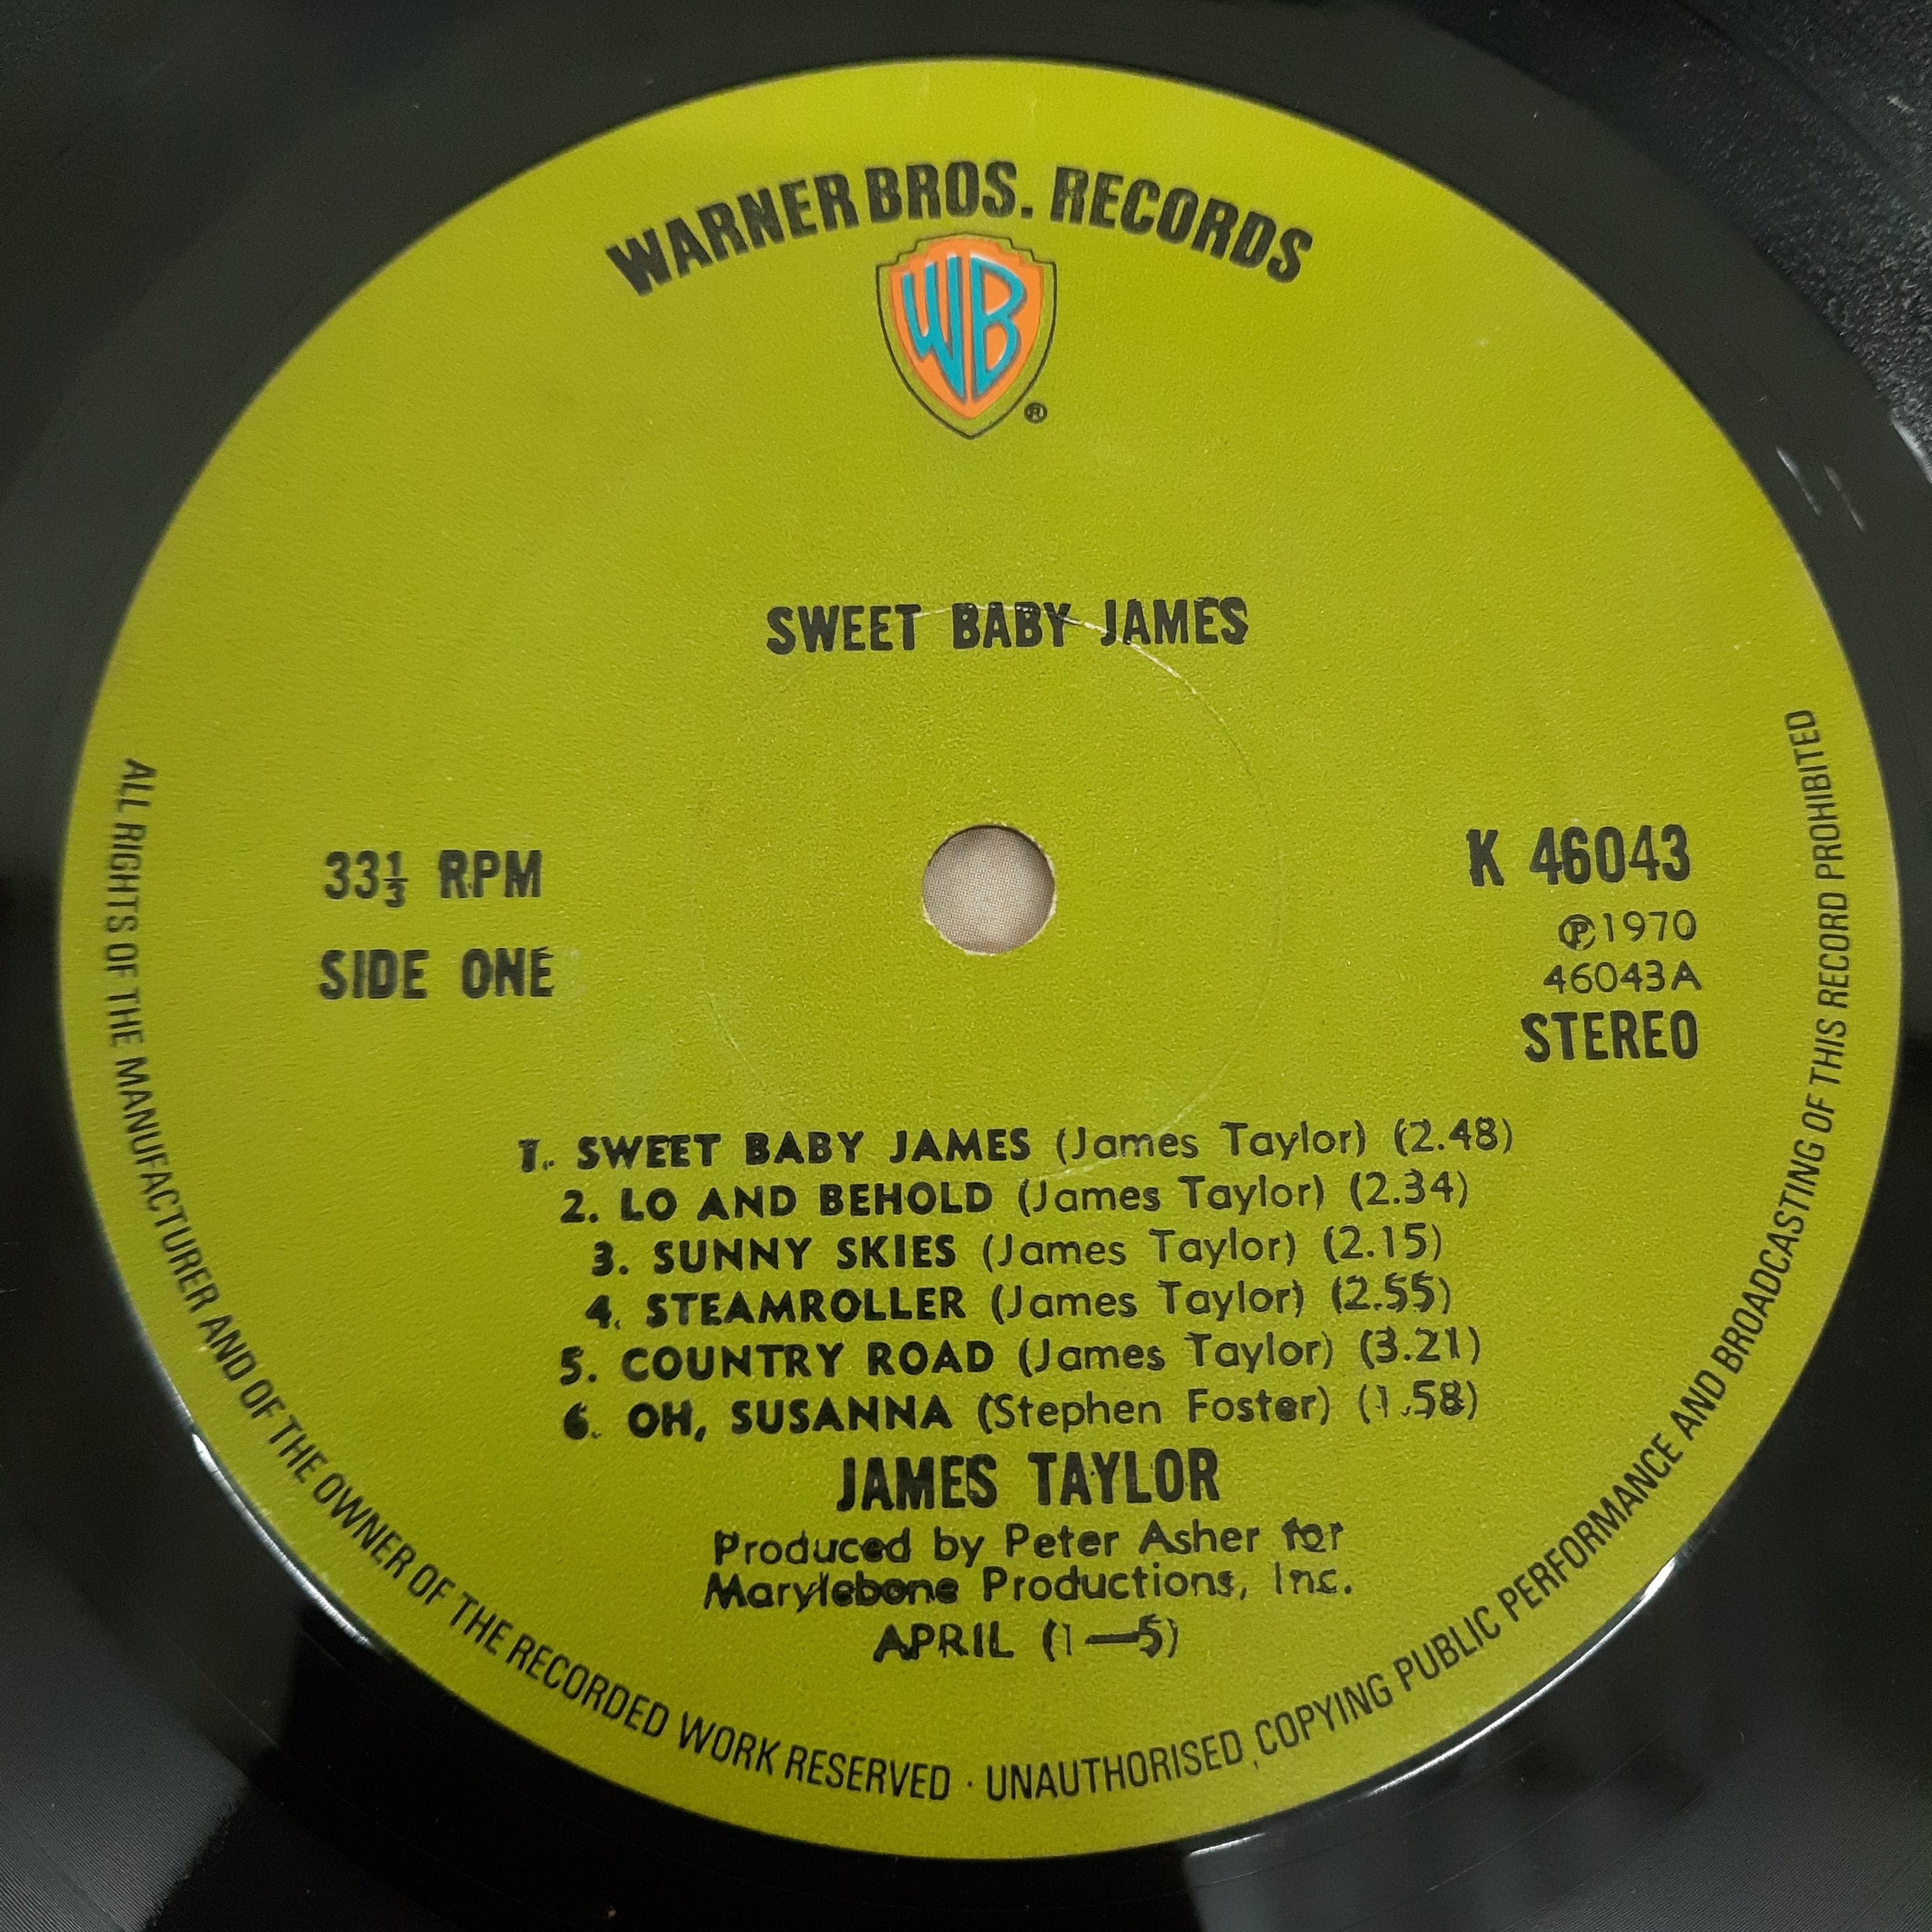 WARNER BROS. RECORDS
WB
®
SWEET BABY JAMES
33⅓ RPM
SIDE ONE
K 46043
℗1970
46043A
STEREO
1. SWEET BABY JAMES (James Taylor) (2.48)
2. LO AND BEHOLD (James Taylor) (2.34)
3. SUNNY SKIES (James Taylor) (2.15)
4. STEAMROLLER (James Taylor) (2.55)
5. COUNTRY ROAD (James Taylor) (3.21)
6. OH, SUSANNA (Stephen Foster) (1.58)
JAMES TAYLOR
Produced by Peter Asher for
Marylebone Productions, Inc.
APRIL (1—5)
ALL RIGHTS OF THE MANUFACTURER AND OF THE OWNER OF THE RECORDED WORK RESERVED · UNAUTHORISED, COPYING PUBLIC PERFORMANCE AND BROADCASTING OF THIS RECORD PROHIBITED